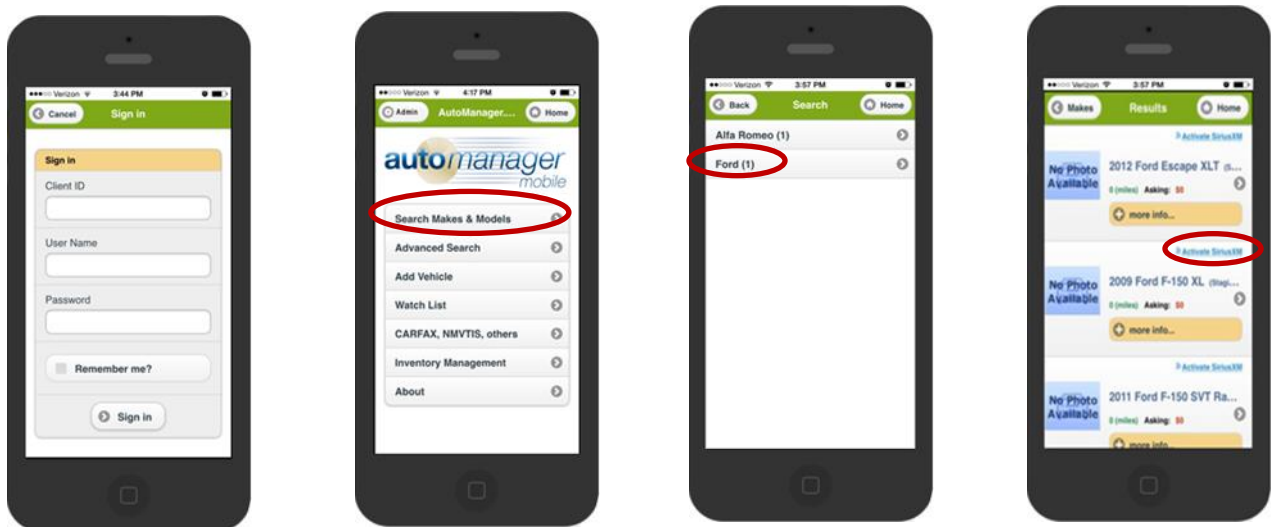 Verizon 3:44 PM
Cancel Sign in
Sign in
Client ID
User Name
Password
Remember me?
Sign in
Verizon 4:17 PM
Admin AutoManager.... Home
automanager
mobile
Search Makes & Models
Advanced Search
Add Vehicle
Watch List
CARFAX, NMVTIS, others
Inventory Management
About
Verizon 3:57 PM
Back Search Home
Alfa Romeo (1)
Ford (1)
Verizon 3:57 PM
Makes Results Home
Activate SiriusXM
No Photo
Available
2012 Ford Escape XLT (S...
0 (miles) Asking: $0
more info...
Activate SiriusXM
No Photo
Available
2009 Ford F-150 XL (Stagi...
0 (miles) Asking: $0
more info...
Activate SiriusXM
No Photo
Available
2011 Ford F-150 SVT Ra...
0 (miles) Asking: $0
more info...